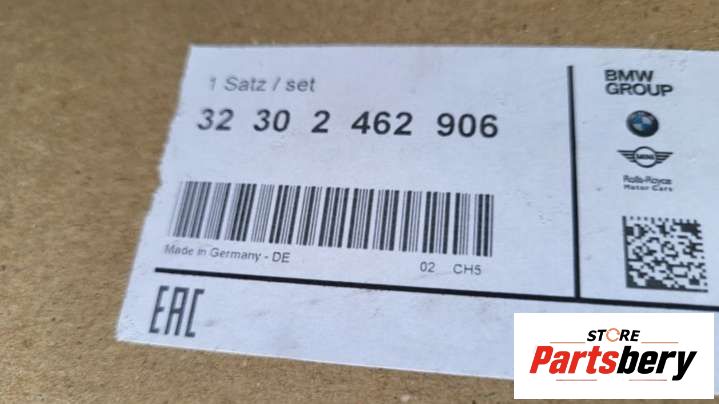 1 Satz / set
32 30 2 462 906
Made in Germany - DE
02 CH5
EAC
BMW
GROUP
MINI
Rolls-Royce
Motor Cars
STORE
Partsbery